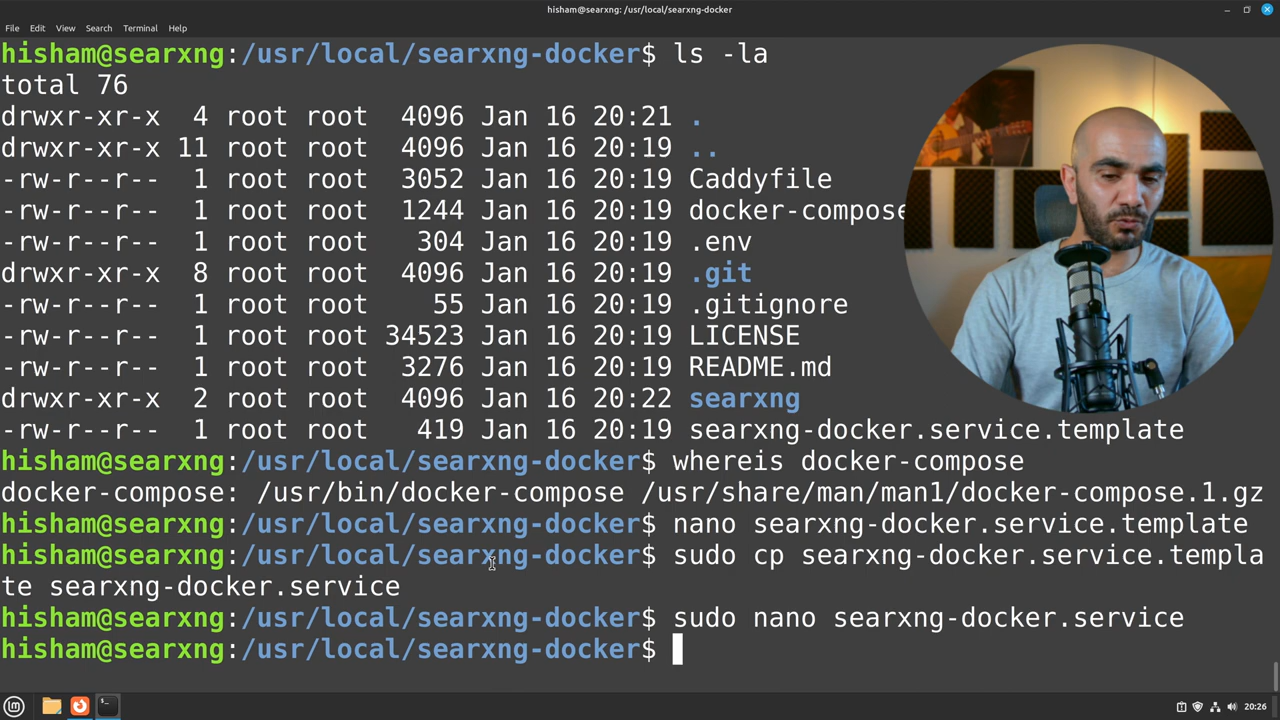 hisham@searxng: /usr/local/searxng-docker
File Edit View Search Terminal Help
hisham@searxng:/usr/local/searxng-docker$ ls -la
total 76
drwxr-xr-x 4 root root 4096 Jan 16 20:21 .
drwxr-xr-x 11 root root 4096 Jan 16 20:19 ..
-rw-r--r-- 1 root root 3052 Jan 16 20:19 Caddyfile
-rw-r--r-- 1 root root 1244 Jan 16 20:19 docker-compose
-rw-r--r-- 1 root root 304 Jan 16 20:19 .env
drwxr-xr-x 8 root root 4096 Jan 16 20:19 .git
-rw-r--r-- 1 root root 55 Jan 16 20:19 .gitignore
-rw-r--r-- 1 root root 34523 Jan 16 20:19 LICENSE
-rw-r--r-- 1 root root 3276 Jan 16 20:19 README.md
drwxr-xr-x 2 root root 4096 Jan 16 20:22 searxng
-rw-r--r-- 1 root root 419 Jan 16 20:19 searxng-docker.service.template
hisham@searxng:/usr/local/searxng-docker$ whereis docker-compose
docker-compose: /usr/bin/docker-compose /usr/share/man/man1/docker-compose.1.gz
hisham@searxng:/usr/local/searxng-docker$ nano searxng-docker.service.template
hisham@searxng:/usr/local/searxng-docker$ sudo cp searxng-docker.service.templa
te searxng-docker.service
hisham@searxng:/usr/local/searxng-docker$ sudo nano searxng-docker.service
hisham@searxng:/usr/local/searxng-docker$
20:26